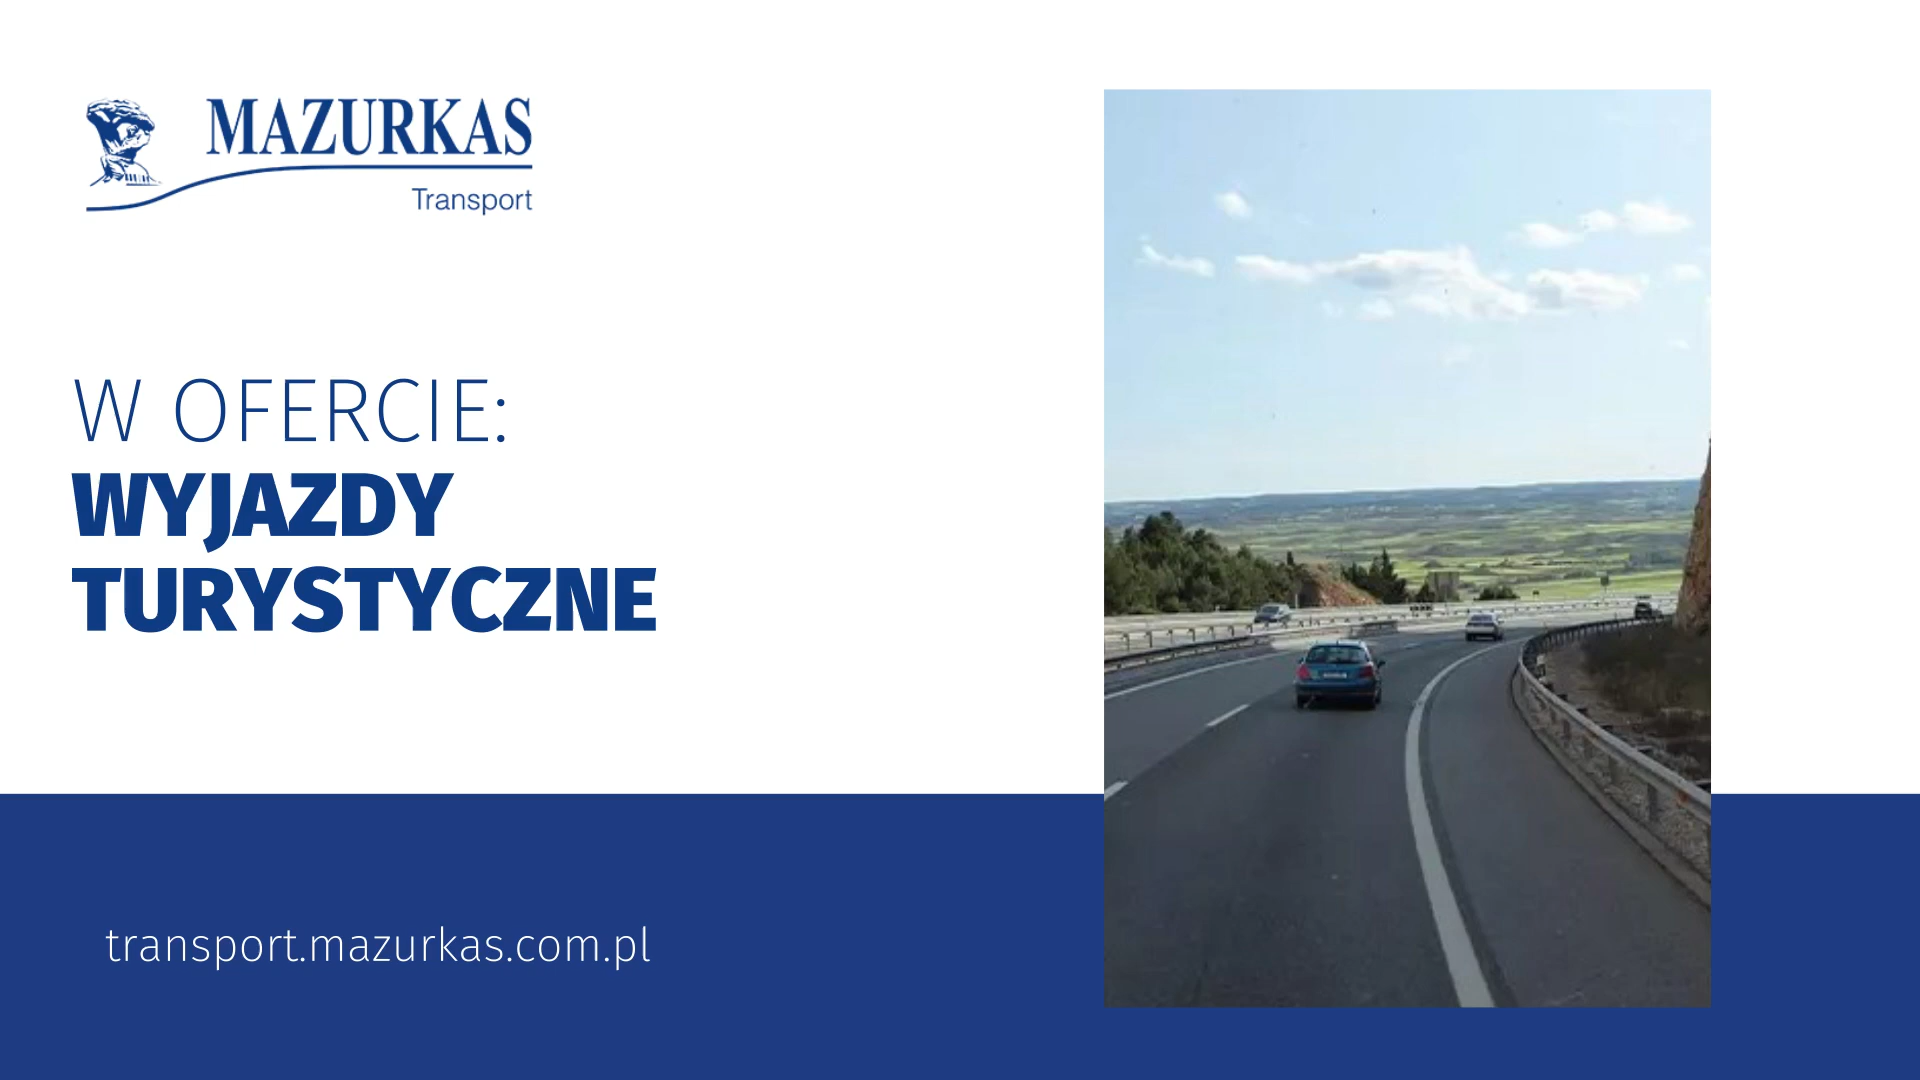 MAZURKAS
Transport
W OFERCIE:
WYJAZDY
TURYSTYCZNE
transport.mazurkas.com.pl